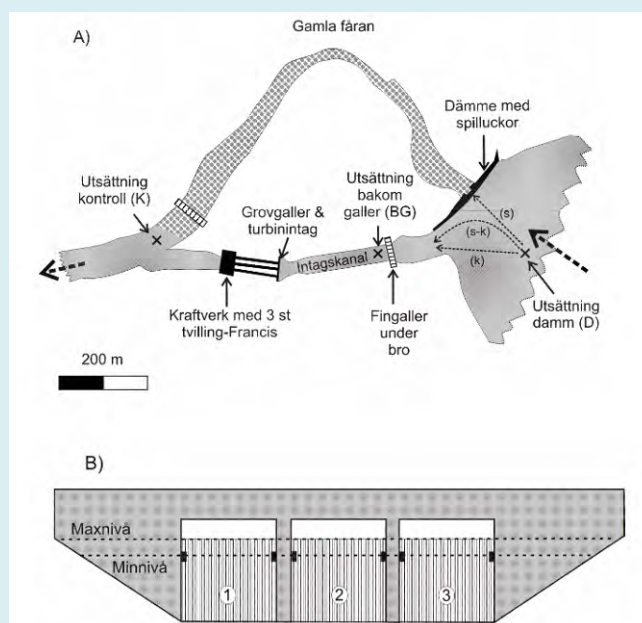 A)
Gamla fåran
Dämme med
spilluckor
Utsättning
kontroll (K)
Utsättning
bakom
galler (BG)
Grovgaller &
turbinintag
(s)
(s-k)
(k)
Intagskanal
Kraftverk med 3 st
tvilling-Francis
Fingaller
under
bro
Utsättning
damm (D)
200 m
B)
Maxnivå
Minnivå
1
2
3